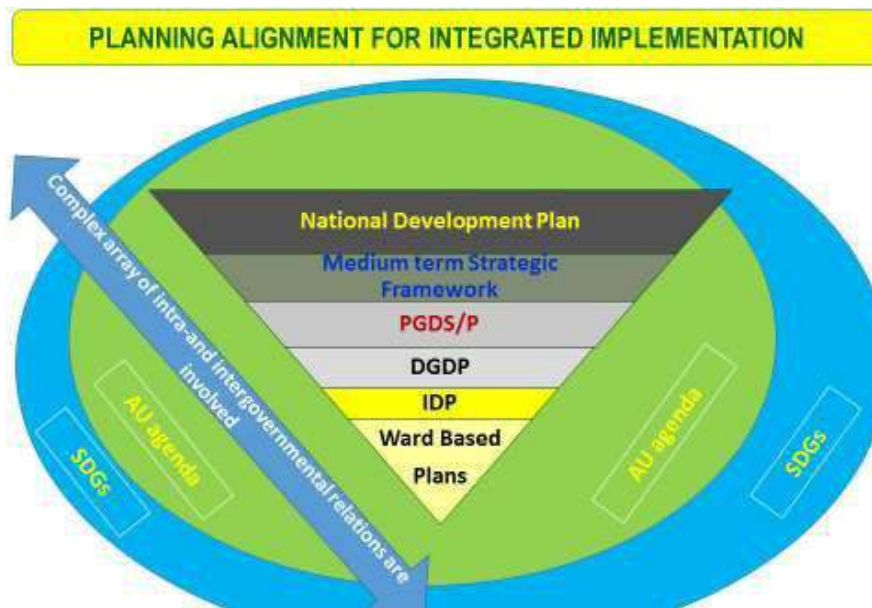 PLANNING ALIGNMENT FOR INTEGRATED IMPLEMENTATION
National Development Plan
Medium term Strategic
Framework
PGDS/P
DGDP
IDP
Ward Based
Plans
Complex array of intra-and intergovernmental relations are
involved
AU agenda
SDGs
AU agenda
SDGs